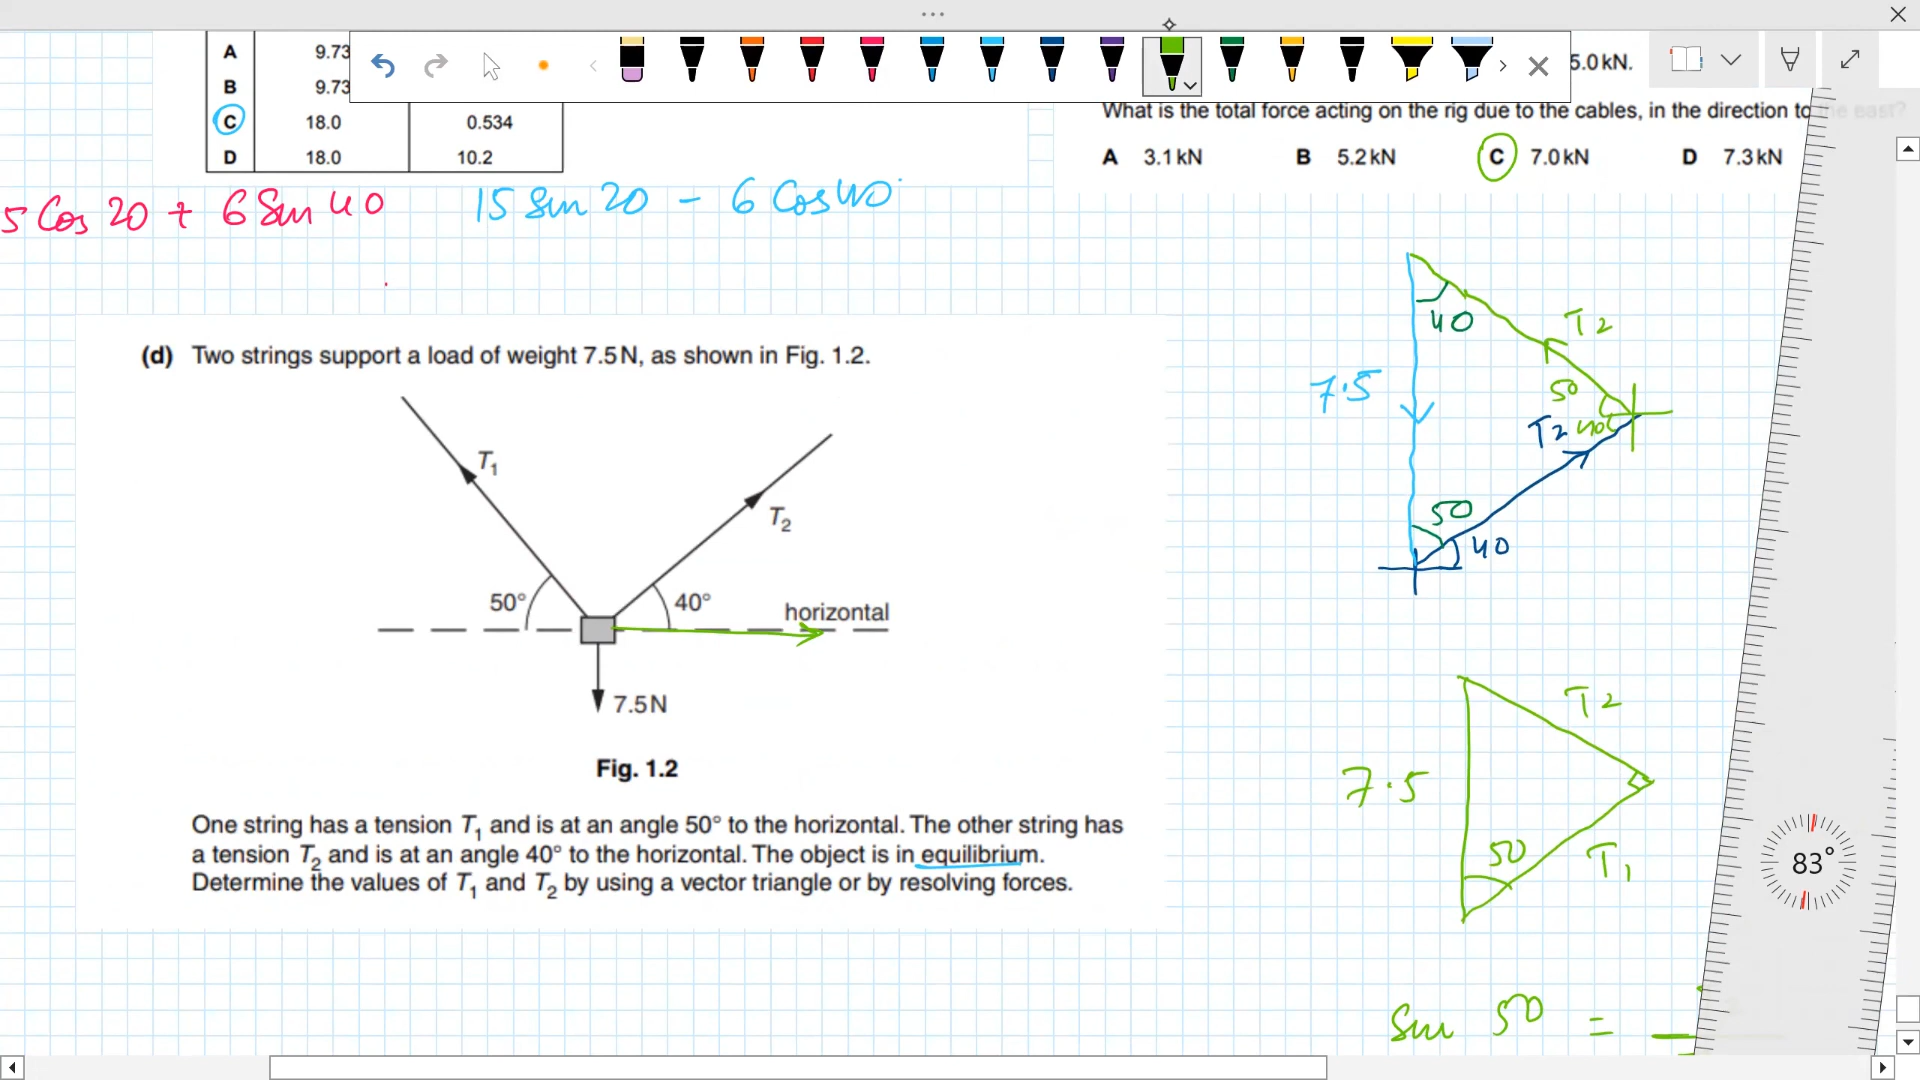 A 9.73
5.0 kN.
B 9.73
What is the total force acting on the rig due to the cables, in the direction to the east?
C 18.0 0.534
D 18.0 10.2
A 3.1 kN B 5.2 kN C 7.0 kN D 7.3 kN
5 Cos 20 + 6 Sin 40 15 Sin 20 - 6 Cos 40
(d) Two strings support a load of weight 7.5 N, as shown in Fig. 1.2.
T1
T2
50°
40°
horizontal
7.5 N
Fig. 1.2
One string has a tension T1 and is at an angle 50° to the horizontal. The other string has
a tension T2 and is at an angle 40° to the horizontal. The object is in equilibrium.
Determine the values of T1 and T2 by using a vector triangle or by resolving forces.
40
T2
7.5
50
T2 40
50
40
T2
7.5
50
T1
83°
Sin 50 =